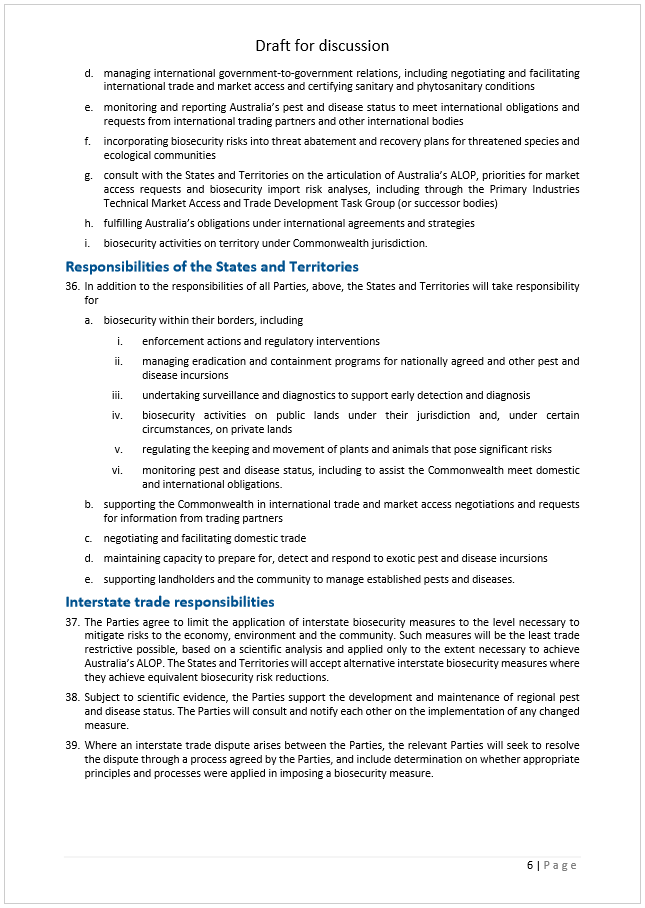 Draft for discussion
d. managing international government-to-government relations, including negotiating and facilitating
international trade and market access and certifying sanitary and phytosanitary conditions
e. monitoring and reporting Australia's pest and disease status to meet international obligations and
requests from international trading partners and other international bodies
f. incorporating biosecurity risks into threat abatement and recovery plans for threatened species and
ecological communities
g. consult with the States and Territories on the articulation of Australia's ALOP, priorities for market
access requests and biosecurity import risk analyses, including through the Primary Industries
Technical Market Access and Trade Development Task Group (or successor bodies)
h. fulfilling Australia's obligations under international agreements and strategies
i. biosecurity activities on territory under Commonwealth jurisdiction.
Responsibilities of the States and Territories
36. In addition to the responsibilities of all Parties, above, the States and Territories will take responsibility
for
a. biosecurity within their borders, including
i. enforcement actions and regulatory interventions
ii. managing eradication and containment programs for nationally agreed and other pest and
disease incursions
iii. undertaking surveillance and diagnostics to support early detection and diagnosis
iv. biosecurity activities on public lands under their jurisdiction and, under certain
circumstances, on private lands
v. regulating the keeping and movement of plants and animals that pose significant risks
vi. monitoring pest and disease status, including to assist the Commonwealth meet domestic
and international obligations.
b. supporting the Commonwealth in international trade and market access negotiations and requests
for information from trading partners
c. negotiating and facilitating domestic trade
d. maintaining capacity to prepare for, detect and respond to exotic pest and disease incursions
e. supporting landholders and the community to manage established pests and diseases.
Interstate trade responsibilities
37. The Parties agree to limit the application of interstate biosecurity measures to the level necessary to
mitigate risks to the economy, environment and the community. Such measures will be the least trade
restrictive possible, based on a scientific analysis and applied only to the extent necessary to achieve
Australia's ALOP. The States and Territories will accept alternative interstate biosecurity measures where
they achieve equivalent biosecurity risk reductions.
38. Subject to scientific evidence, the Parties support the development and maintenance of regional pest
and disease status. The Parties will consult and notify each other on the implementation of any changed
measure.
39. Where an interstate trade dispute arises between the Parties, the relevant Parties will seek to resolve
the dispute through a process agreed by the Parties, and include determination on whether appropriate
principles and processes were applied in imposing a biosecurity measure.
6 | Page